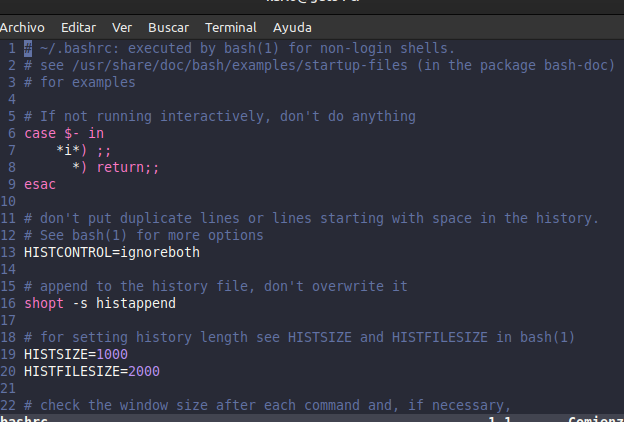 Archivo Editar Ver Buscar Terminal Ayuda
1 # ~/.bashrc: executed by bash(1) for non-login shells.
2 # see /usr/share/doc/bash/examples/startup-files (in the package bash-doc)
3 # for examples
4
5 # If not running interactively, don't do anything
6 case $- in
7     *i*) ;;
8       *) return;;
9 esac
10
11 # don't put duplicate lines or lines starting with space in the history.
12 # See bash(1) for more options
13 HISTCONTROL=ignoreboth
14
15 # append to the history file, don't overwrite it
16 shopt -s histappend
17
18 # for setting history length see HISTSIZE and HISTFILESIZE in bash(1)
19 HISTSIZE=1000
20 HISTFILESIZE=2000
21
22 # check the window size after each command and, if necessary,
bashrc 1,1 Comienz